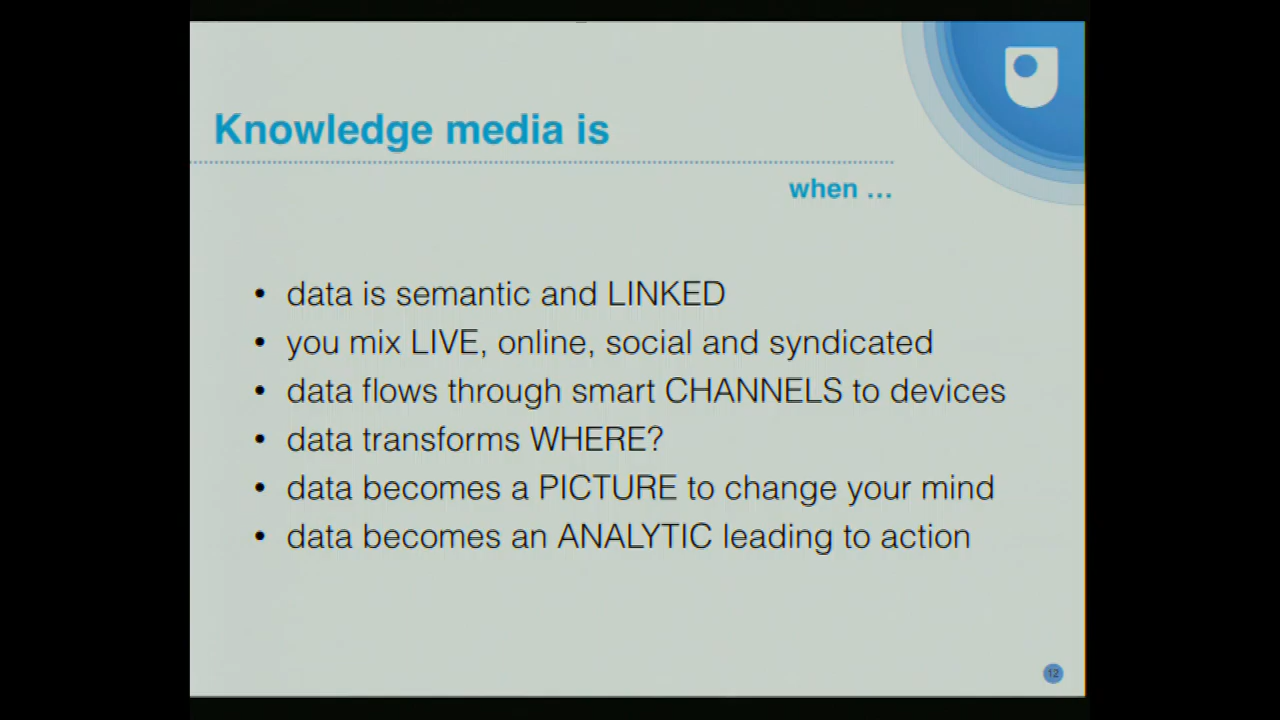 Knowledge media is
when ...
• data is semantic and LINKED
• you mix LIVE, online, social and syndicated
• data flows through smart CHANNELS to devices
• data transforms WHERE?
• data becomes a PICTURE to change your mind
• data becomes an ANALYTIC leading to action
12